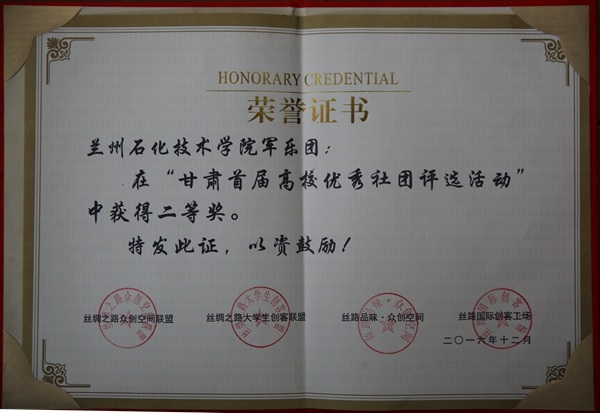 HONORARY CREDENTIAL
荣誉证书
兰州石化技术学院军乐团：
在“甘肃首届高校优秀社团评选活动”
中获得二等奖。
特发此证，以资鼓励！
丝绸之路众创空间联盟 丝绸之路大学生创客联盟 丝路品味·众创空间 丝路国际创客工场
二〇一六年十二月